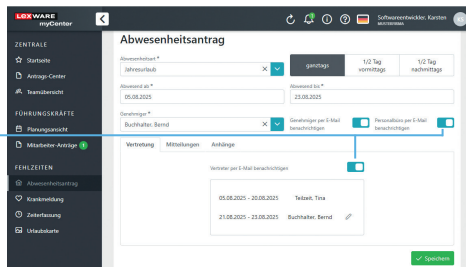 LEXWARE
myCenter
Softwareentwickler, Karsten
MUSTERFIRMA
ZENTRALE
Startseite
Antrags-Center
Teamübersicht
FÜHRUNGSKRÄFTE
Planungsansicht
Mitarbeiter-Anträge 1
FEHLZEITEN
Abwesenheitsantrag
Krankmeldung
Zeiterfassung
Urlaubskarte
Abwesenheitsantrag
Abwesenheitsart *
Jahresurlaub
ganztags
1/2 Tag
vormittags
1/2 Tag
nachmittags
Abwesend ab *
05.08.2025
Abwesend bis *
23.08.2025
Genehmiger *
Buchhalter, Bernd
Genehmiger per E-Mail
benachrichtigen
Personalbüro per E-Mail
benachrichtigen
Vertretung Mitteilungen Anhänge
Vertreter per E-Mail benachrichtigen
05.08.2025 - 20.08.2025 Teilzeit, Tina
21.08.2025 - 23.08.2025 Buchhalter, Bernd
Speichern